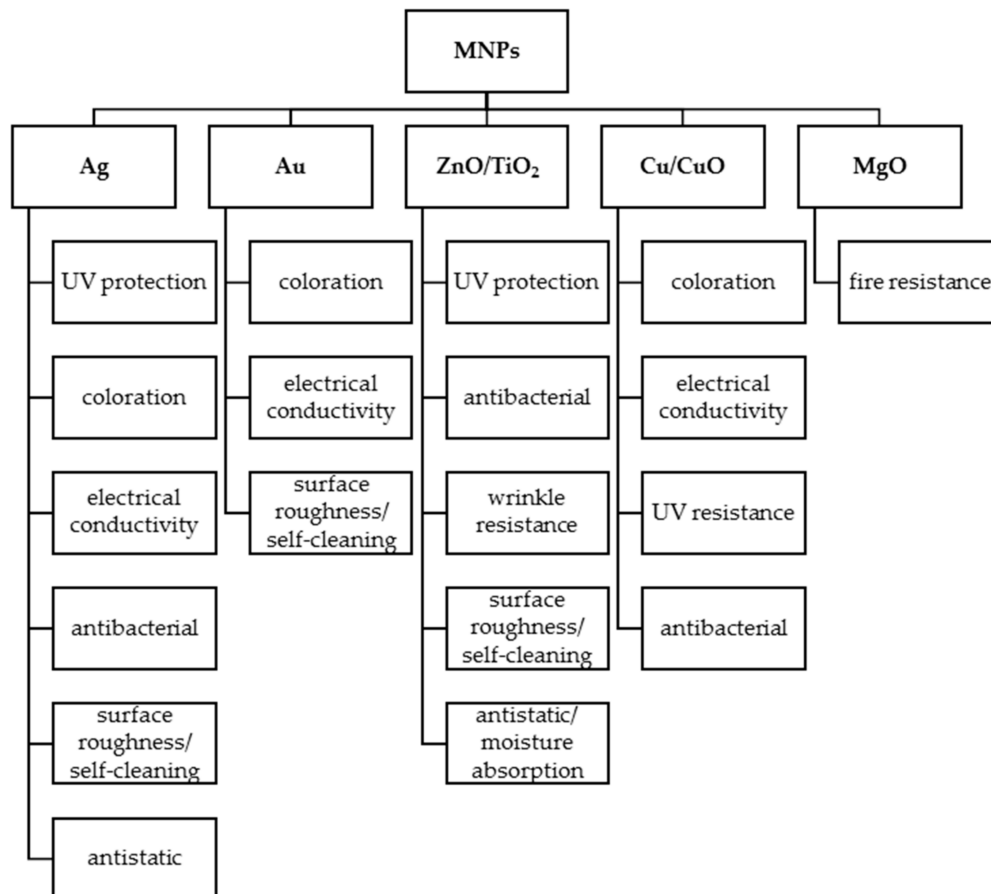 MNPs
Ag
Au
ZnO/TiO₂
Cu/CuO
MgO
UV protection
coloration
electrical
conductivity
antibacterial
surface
roughness/
self-cleaning
antistatic
coloration
electrical
conductivity
surface
roughness/
self-cleaning
UV protection
antibacterial
wrinkle
resistance
surface
roughness/
self-cleaning
antistatic/
moisture
absorption
coloration
electrical
conductivity
UV resistance
antibacterial
fire resistance